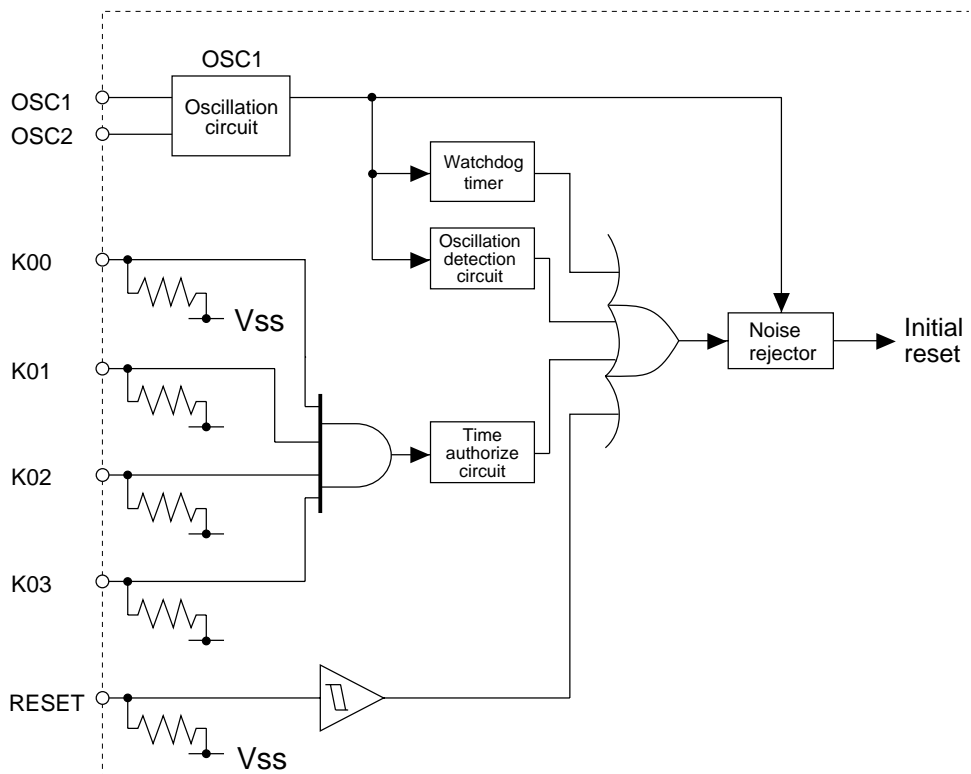 OSC1
OSC1
OSC2
Oscillation
circuit
Watchdog
timer
Oscillation
detection
circuit
K00
Vss
K01
K02
K03
Time
authorize
circuit
Noise
rejector
Initial
reset
RESET
Vss